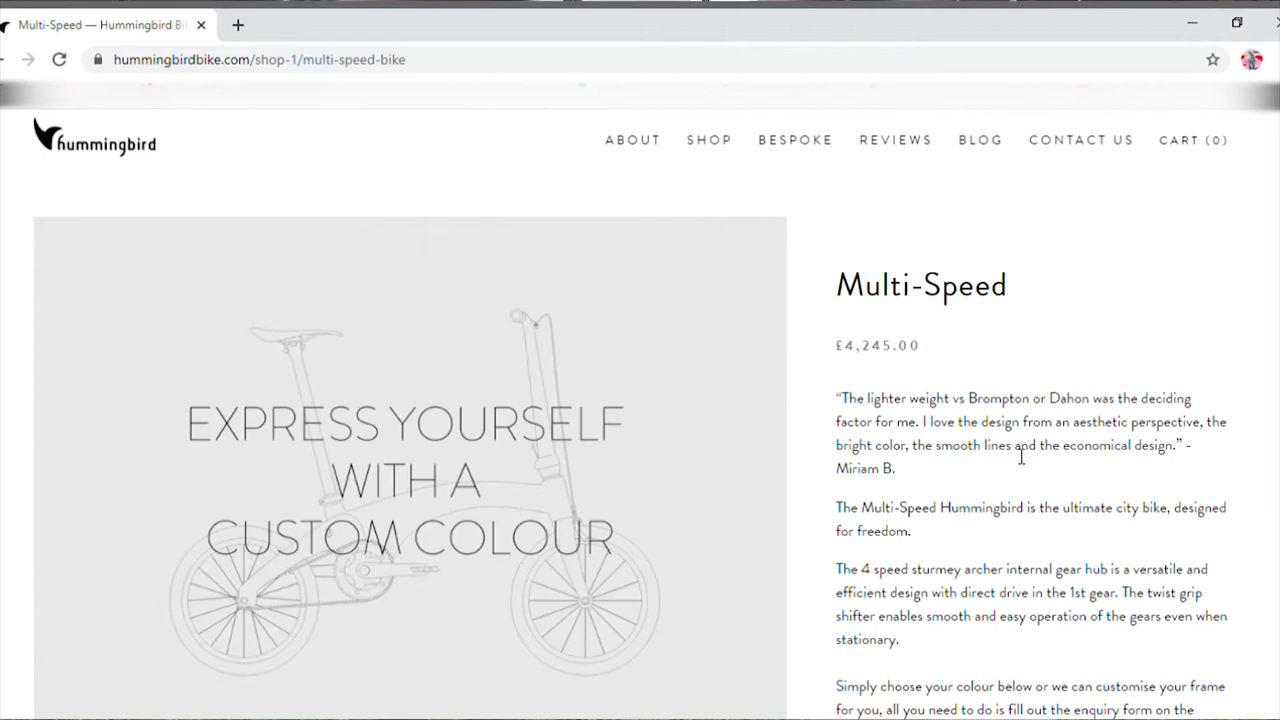 Multi-Speed — Hummingbird Bi
hummingbirdbike.com/shop-1/multi-speed-bike
hummingbird
ABOUT SHOP BESPOKE REVIEWS BLOG CONTACT US CART (0)
EXPRESS YOURSELF
WITH A
CUSTOM COLOUR
Multi-Speed
£4,245.00
“The lighter weight vs Brompton or Dahon was the deciding
factor for me. I love the design from an aesthetic perspective, the
bright color, the smooth lines and the economical design.” -
Miriam B.
The Multi-Speed Hummingbird is the ultimate city bike, designed
for freedom.
The 4 speed sturmey archer internal gear hub is a versatile and
efficient design with direct drive in the 1st gear. The twist grip
shifter enables smooth and easy operation of the gears even when
stationary.
Simply choose your colour below or we can customise your frame
for you, all you need to do is fill out the enquiry form on the